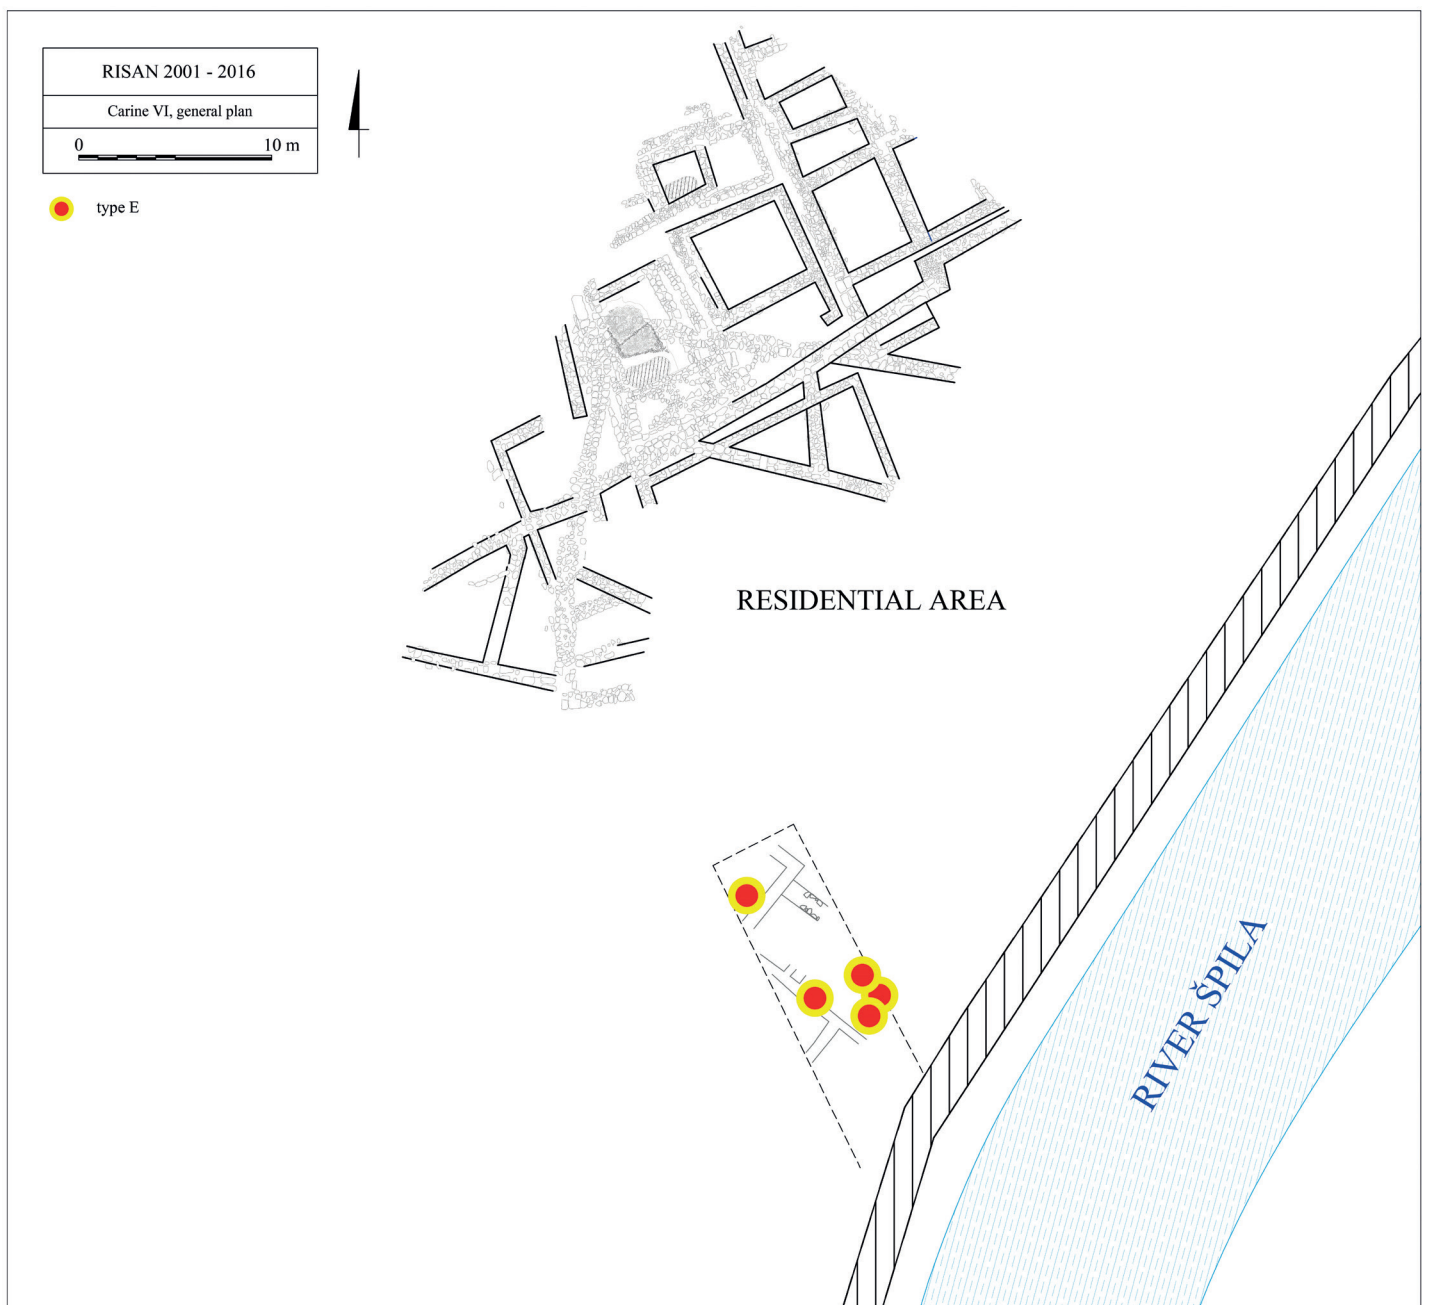 RISAN 2001 - 2016
Carine VI, general plan
0 10 m
type E
RESIDENTIAL AREA
RIVER ŠPILA